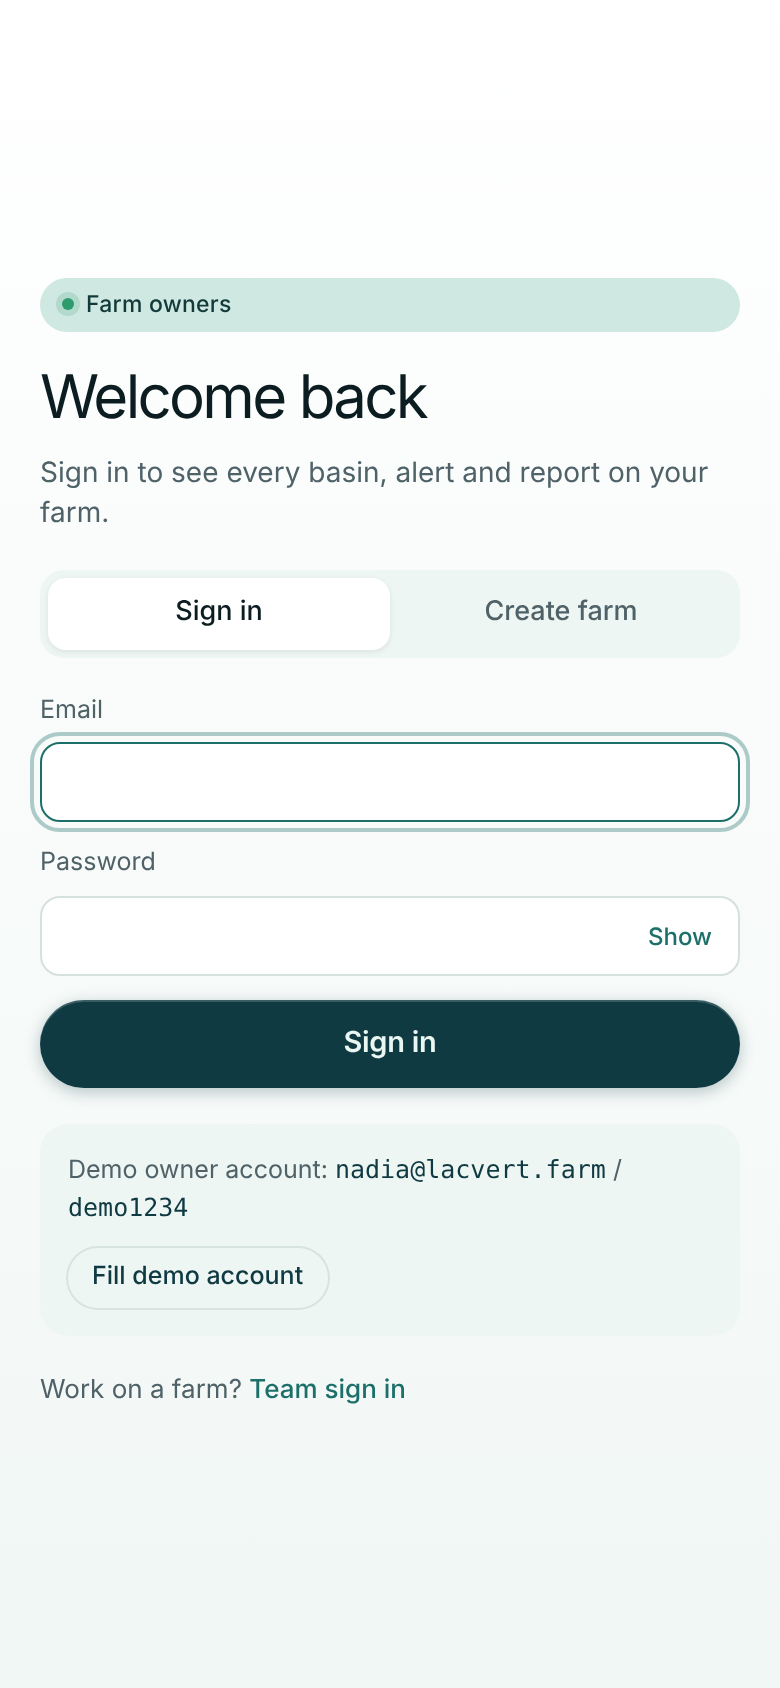 Farm owners
Welcome back
Sign in to see every basin, alert and report on your
farm.
Sign in
Create farm
Email
Password
Show
Sign in
Demo owner account: nadia@lacvert.farm /
demo1234
Fill demo account
Work on a farm? Team sign in